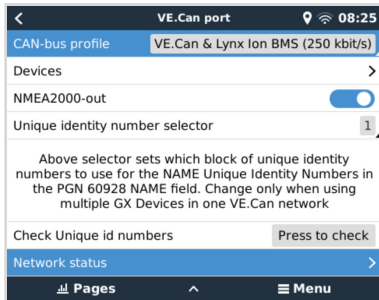 VE.Can port
08:25
CAN-bus profile
VE.Can & Lynx Ion BMS (250 kbit/s)
Devices
NMEA2000-out
Unique identity number selector
1
Above selector sets which block of unique identity
numbers to use for the NAME Unique Identity Numbers in
the PGN 60928 NAME field. Change only when using
multiple GX Devices in one VE.Can network
Check Unique id numbers
Press to check
Network status
Pages
Menu